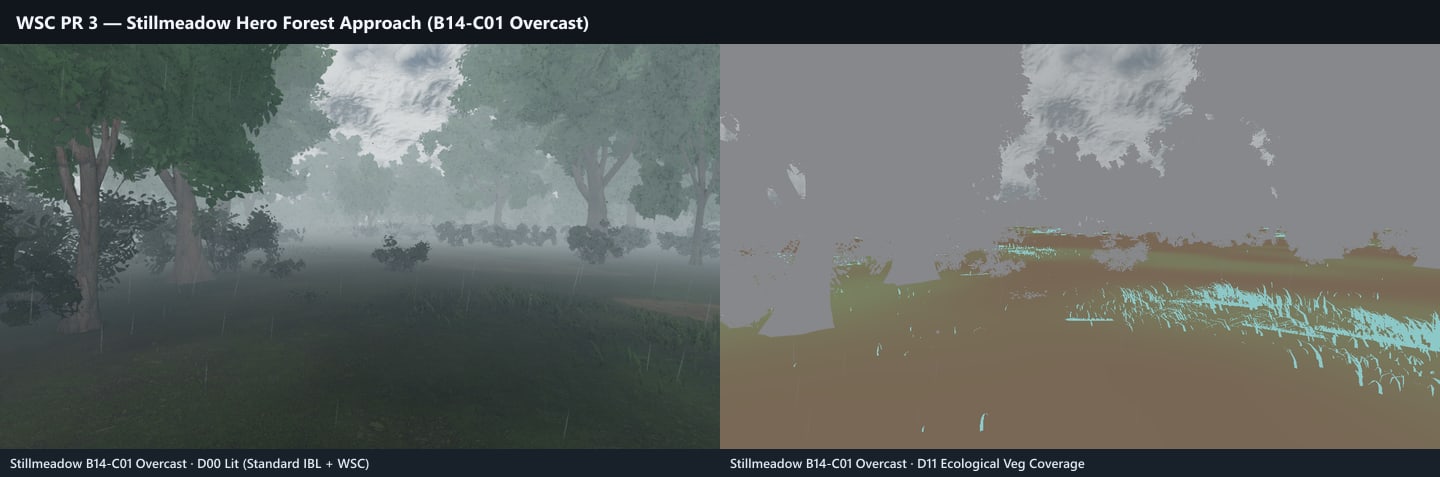 WSC PR 3 — Stillmeadow Hero Forest Approach (B14-C01 Overcast)
Stillmeadow B14-C01 Overcast · D00 Lit (Standard IBL + WSC)
Stillmeadow B14-C01 Overcast · D11 Ecological Veg Coverage